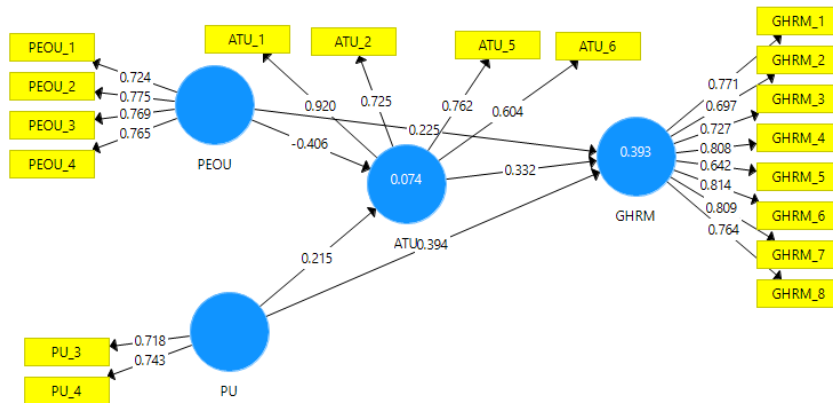 PEOU_1
PEOU_2
PEOU_3
PEOU_4
0.724
0.775
0.769
0.765
PEOU
ATU_1
ATU_2
ATU_5
ATU_6
0.920
0.725
0.762
0.604
0.225
-0.406
0.074
ATU
0.332
0.394
0.215
0.393
GHRM
0.771
0.697
0.727
0.808
0.642
0.814
0.809
0.764
GHRM_1
GHRM_2
GHRM_3
GHRM_4
GHRM_5
GHRM_6
GHRM_7
GHRM_8
PU_3
PU_4
0.718
0.743
PU